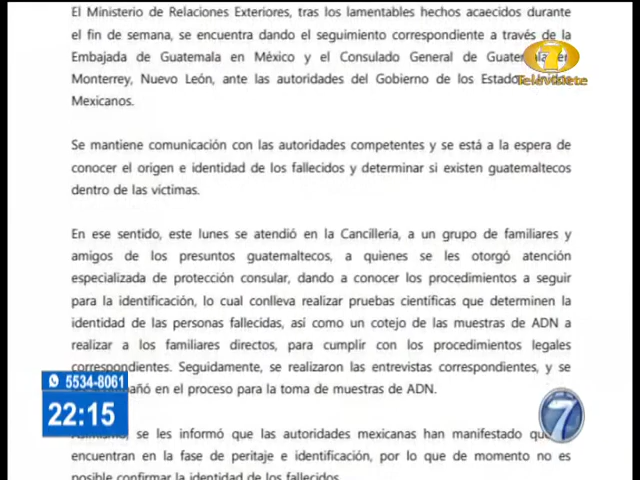 El Ministerio de Relaciones Exteriores, tras los lamentables hechos acaecidos durante
el fin de semana, se encuentra dando el seguimiento correspondiente a través de la
Embajada de Guatemala en México y el Consulado General de
Monterrey, Nuevo León, ante las autoridades del Gobierno de los Estados
Mexicanos.
7
Televisiete
Se mantiene comunicación con las autoridades competentes y se está a la espera de
conocer el origen e identidad de los fallecidos y determinar si existen guatemaltecos
dentro de las víctimas.
En ese sentido, este lunes se atendió en la Cancillería, a un grupo de familiares y
amigos de los presuntos guatemaltecos, a quienes se les otorgó atención
especializada de protección consular, dando a conocer los procedimientos a seguir
para la identificación, lo cual conlleva realizar pruebas científicas que determinen la
identidad de las personas fallecidas, así como un cotejo de las muestras de ADN a
realizar a los familiares directos, para cumplir con los procedimientos legales
correspondientes. Seguidamente, se realizaron las entrevistas correspondientes, y se
en el proceso para la toma de muestras de ADN.
5534-8061
22:15
7
se les informó que las autoridades mexicanas han manifestado
encuentran en la fase de peritaje e identificación, por lo que de momento no es
posible confirmar la identidad de los fallecidos.